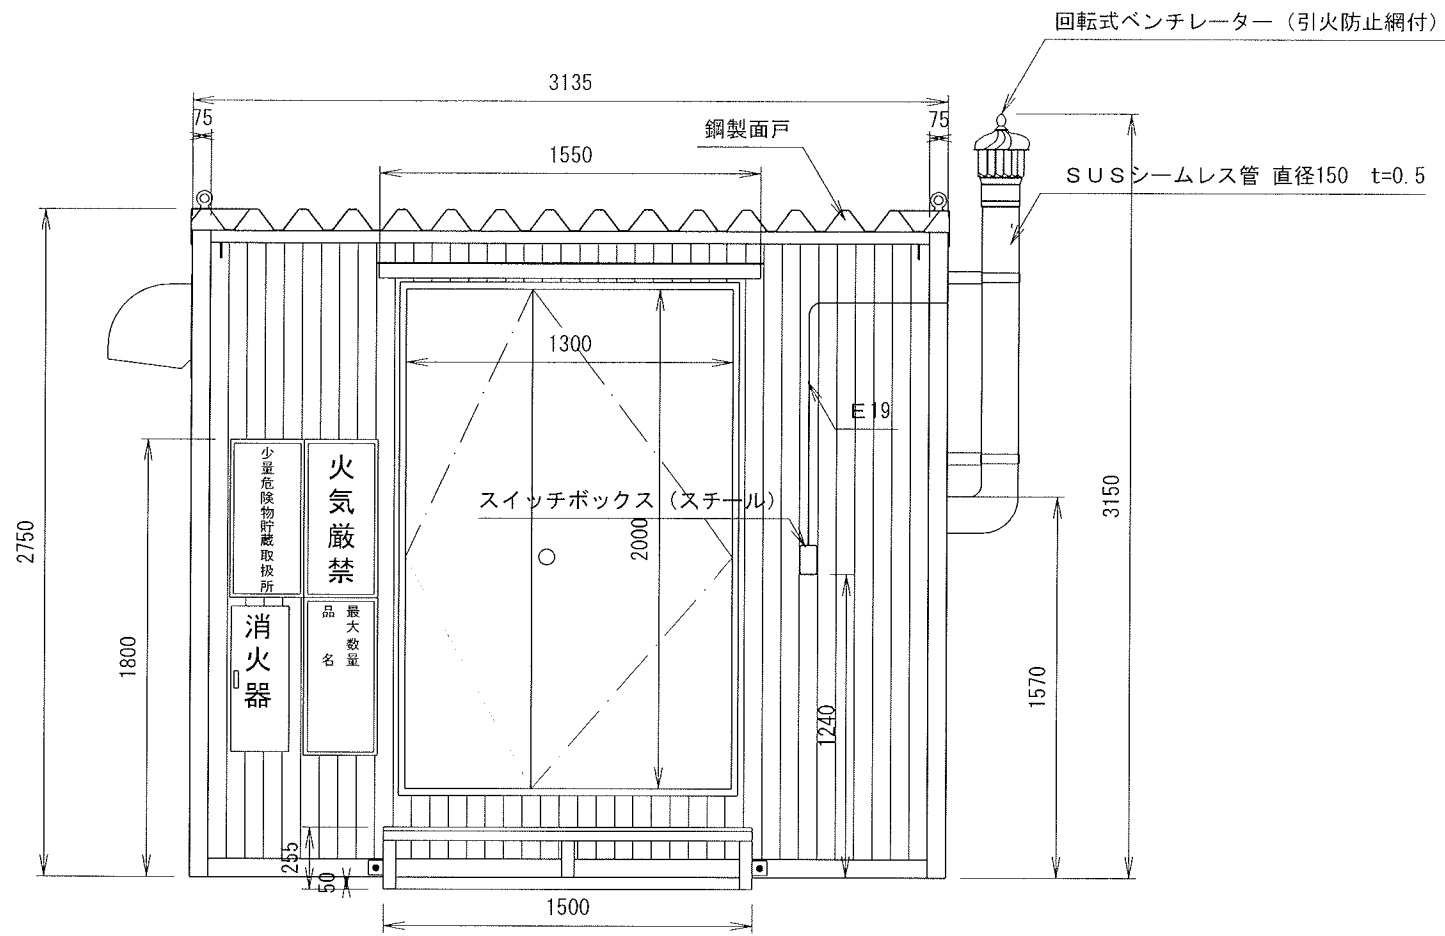 回転式ベンチレーター（引火防止網付）
3135
75
75
鋼製面戸
1550
ＳＵＳシームレス管 直径150 t=0.5
1300
Ｅ19
少量危険物貯蔵取扱所
火気厳禁
スイッチボックス（スチール）
2000
3150
2750
消火器
最大数量
品名
1800
1570
1240
255
50
1500